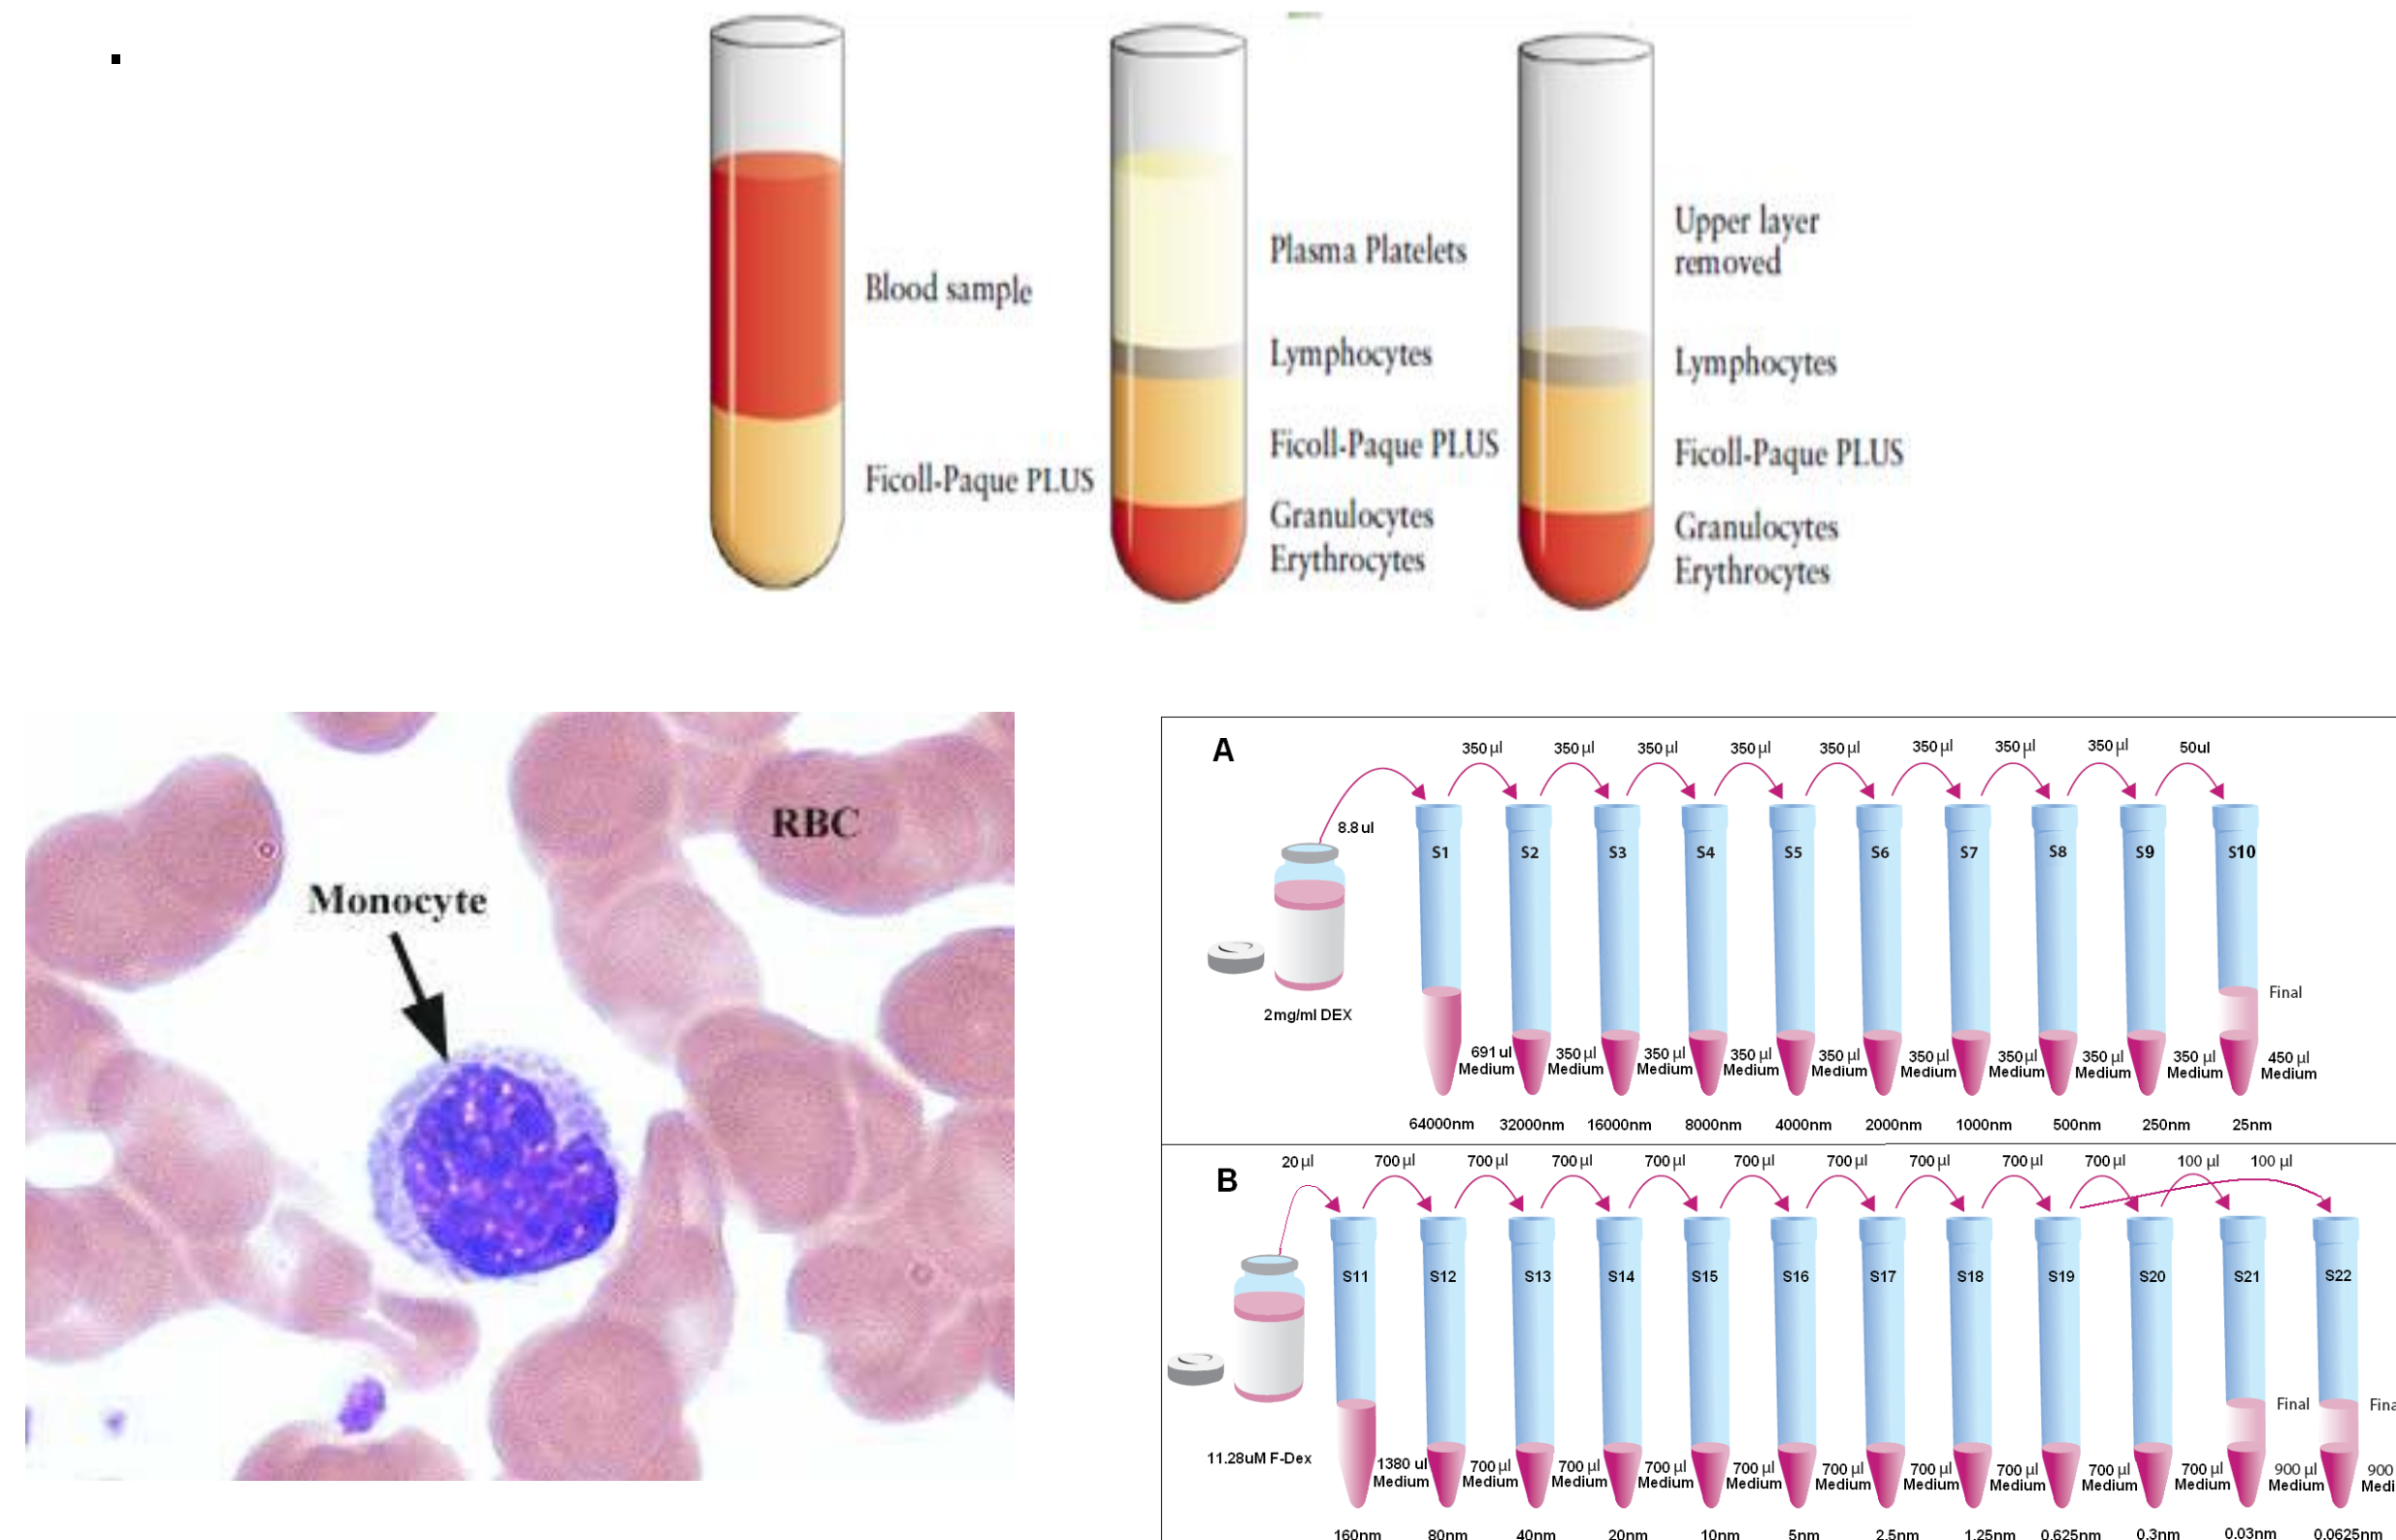 Blood sample
Ficoll-Paque PLUS
Plasma Platelets
Lymphocytes
Ficoll-Paque PLUS
Granulocytes
Erythrocytes
Upper layer
removed
Lymphocytes
Ficoll-Paque PLUS
Granulocytes
Erythrocytes
RBC
Monocyte
A
350 µl 350 µl 350 µl 350 µl 350 µl 350 µl 350 µl 350 µl 50ul
8.8 ul
S1 S2 S3 S4 S5 S6 S7 S8 S9 S10
Final
2mg/ml DEX
691 ul 350 µl 350 µl 350 µl 350 µl 350 µl 350 µl 350 µl 350 µl 450 µl
Medium Medium Medium Medium Medium Medium Medium Medium Medium Medium
64000nm 32000nm 16000nm 8000nm 4000nm 2000nm 1000nm 500nm 250nm 25nm
B
20 µl 700 µl 700 µl 700 µl 700 µl 700 µl 700 µl 700 µl 700 µl 700 µl 100 µl 100 µl
S11 S12 S13 S14 S15 S16 S17 S18 S19 S20 S21 S22
Final
11.28uM F-Dex
1380 ul 700 µl 700 µl 700 µl 700 µl 700 µl 700 µl 700 µl 700 µl 700 µl 900 µl 900
Medium Medium Medium Medium Medium Medium Medium Medium Medium Medium Medium
160nm 80nm 40nm 20nm 10nm 5nm 2.5nm 1.25nm 0.625nm 0.3nm 0.03nm 0.0625nm